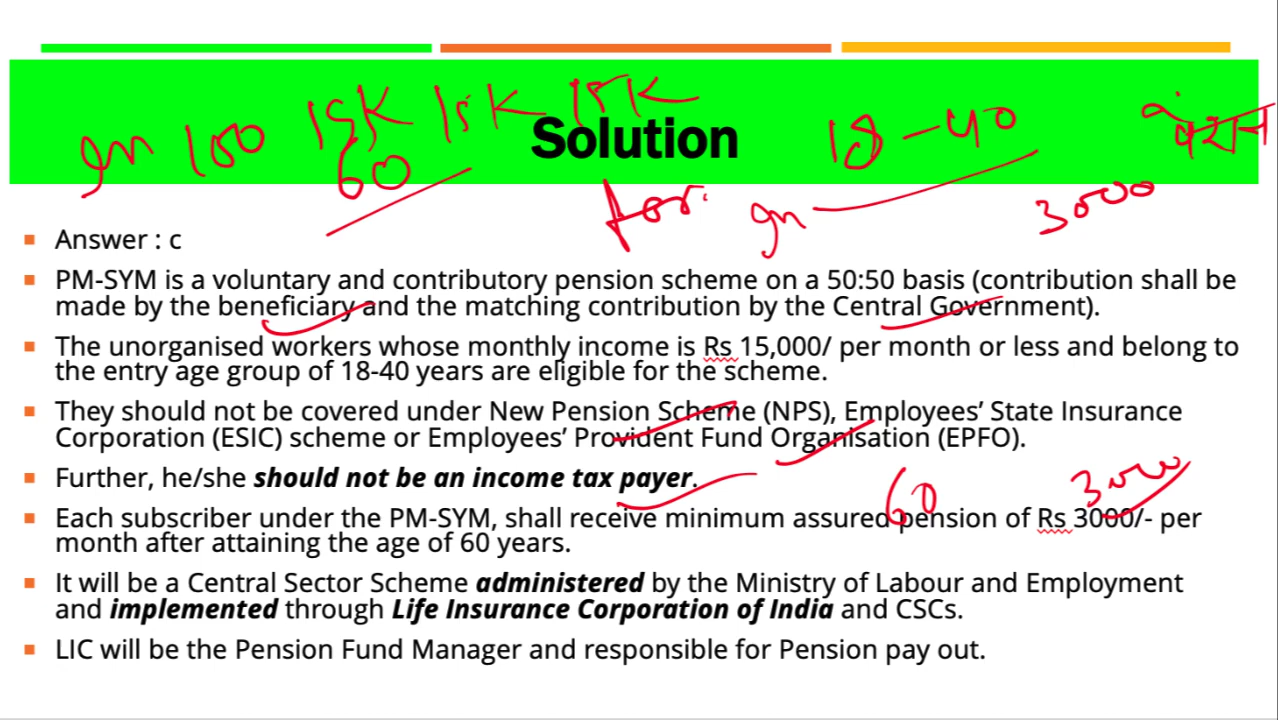 15K 15K 15K
100
60
Solution
18-40
for
3000
Answer : c
PM-SYM is a voluntary and contributory pension scheme on a 50:50 basis (contribution shall be
made by the beneficiary and the matching contribution by the Central Government).
The unorganised workers whose monthly income is Rs 15,000/ per month or less and belong to
the entry age group of 18-40 years are eligible for the scheme.
They should not be covered under New Pension Scheme (NPS), Employees’ State Insurance
Corporation (ESIC) scheme or Employees’ Provident Fund Organisation (EPFO).
Further, he/she should not be an income tax payer.
60
3000
Each subscriber under the PM-SYM, shall receive minimum assured pension of Rs 3000/- per
month after attaining the age of 60 years.
It will be a Central Sector Scheme administered by the Ministry of Labour and Employment
and implemented through Life Insurance Corporation of India and CSCs.
LIC will be the Pension Fund Manager and responsible for Pension pay out.